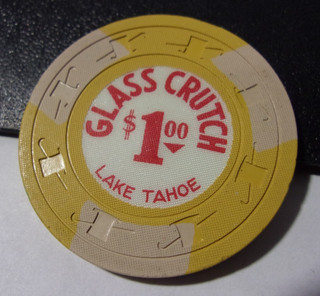 GLASS CRUTCH
$1.00
LAKE TAHOE